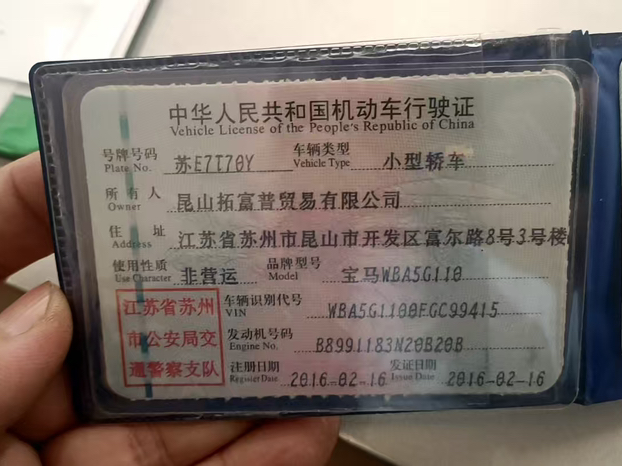 中华人民共和国机动车行驶证
Vehicle License of the People's Republic of China
号牌号码 苏E7T70Y 车辆类型 小型轿车
Plate No. Vehicle Type
所有人 昆山拓富普贸易有限公司
Owner
住址 江苏省苏州市昆山市开发区富尔路8号3号楼
Address
使用性质 非营运 品牌型号 宝马WBA5G110
Use Character Model
江苏省苏州 车辆识别代号 WBA5G1100FGC99415
VIN
市公安局交 发动机号码 B8991183N20B20B
Engine No.
通警察支队 注册日期 2016-02-16 发证日期 2016-02-16
Register Date Issue Date